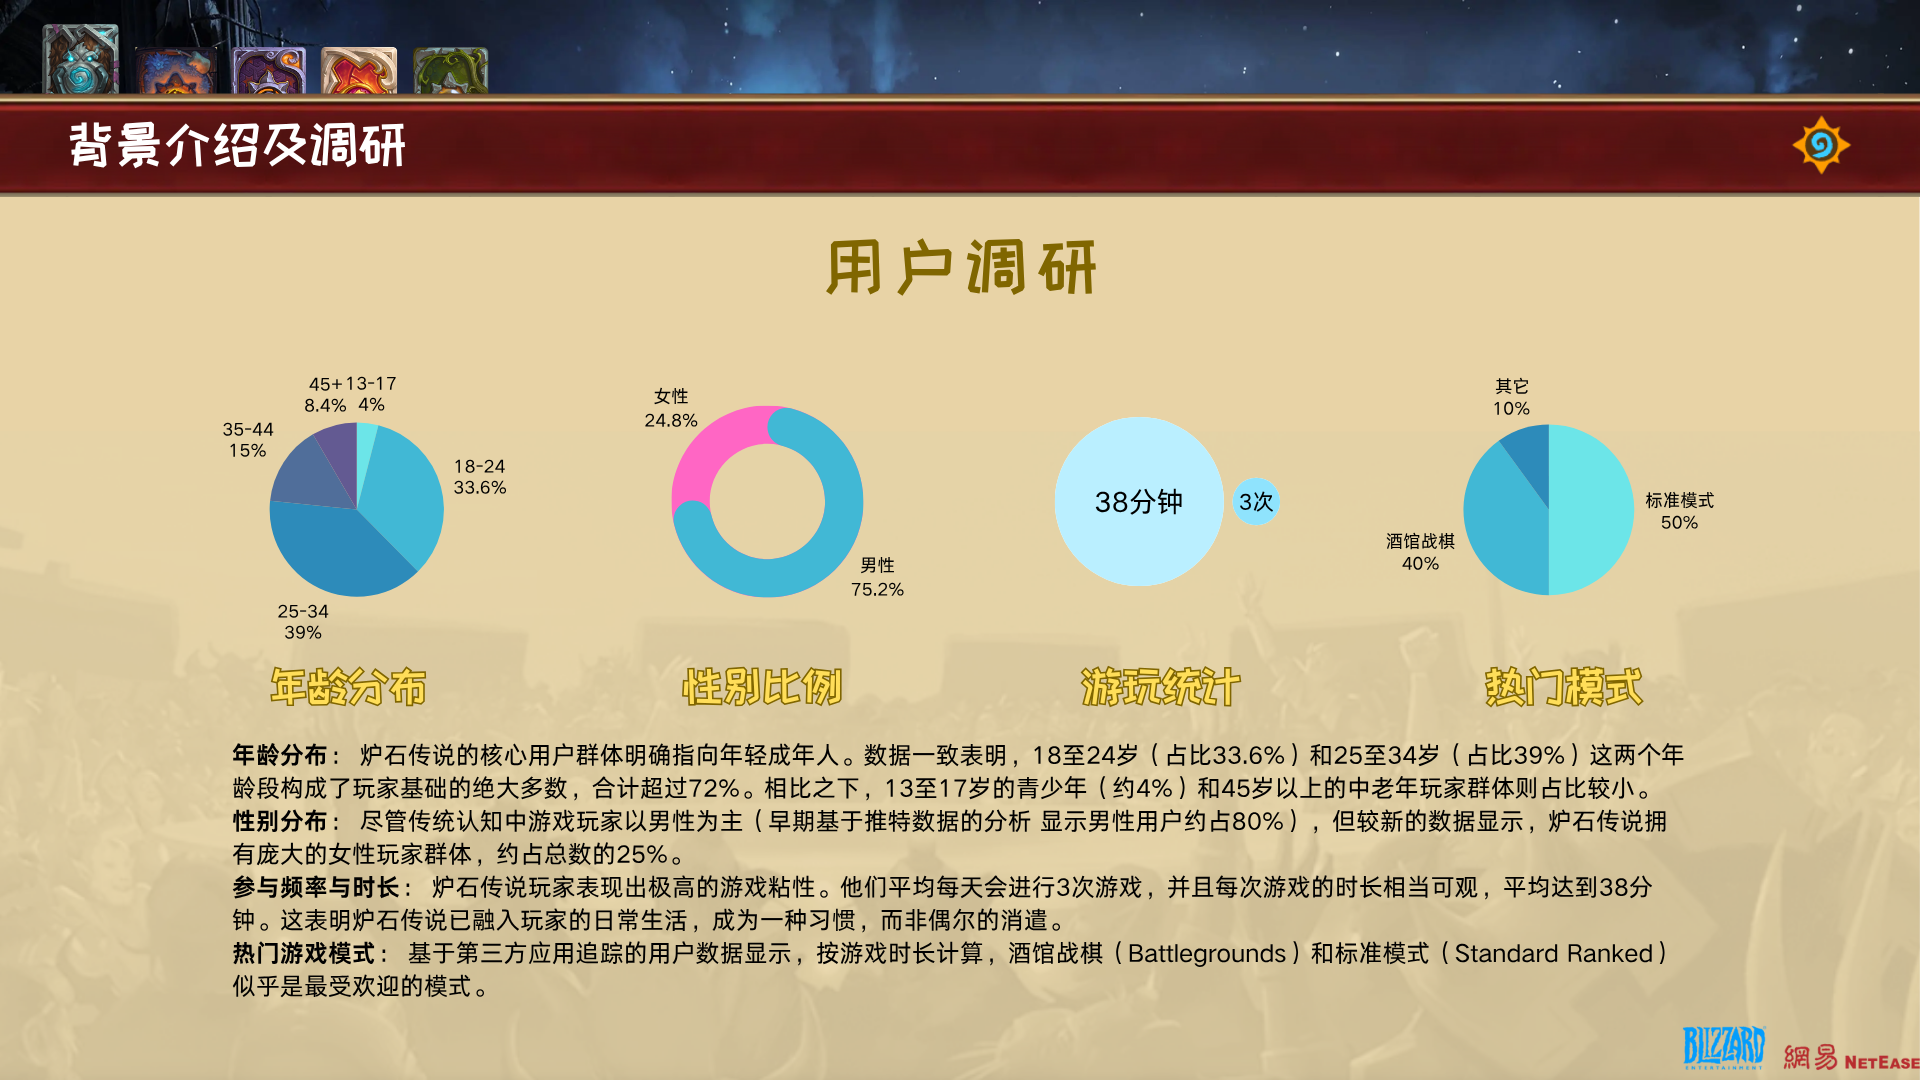 背景介绍及调研
用户调研
45+
8.4%
13-17
4%
35-44
15%
18-24
33.6%
25-34
39%
女性
24.8%
男性
75.2%
38分钟
3次
其它
10%
标准模式
50%
酒馆战棋
40%
年龄分布
性别比例
游玩统计
热门模式
年龄分布： 炉石传说的核心用户群体明确指向年轻成年人。数据一致表明，18至24岁（占比33.6%）和25至34岁（占比39%）这两个年
龄段构成了玩家基础的绝大多数，合计超过72%。相比之下，13至17岁的青少年（约4%）和45岁以上的中老年玩家群体则占比较小。
性别分布： 尽管传统认知中游戏玩家以男性为主（早期基于推特数据的分析 显示男性用户约占80%），但较新的数据显示，炉石传说拥
有庞大的女性玩家群体，约占总数的25%。
参与频率与时长： 炉石传说玩家表现出极高的游戏粘性。他们平均每天会进行3次游戏，并且每次游戏的时长相当可观，平均达到38分
钟。这表明炉石传说已融入玩家的日常生活，成为一种习惯，而非偶尔的消遣。
热门游戏模式： 基于第三方应用追踪的用户数据显示，按游戏时长计算，酒馆战棋（Battlegrounds）和标准模式（Standard Ranked）
似乎是最受欢迎的模式。
BLIZZARD
ENTERTAINMENT
網易 NETEASE